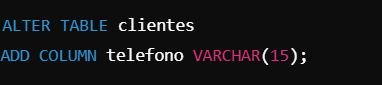 ALTER TABLE clientes
ADD COLUMN telefono VARCHAR(15);